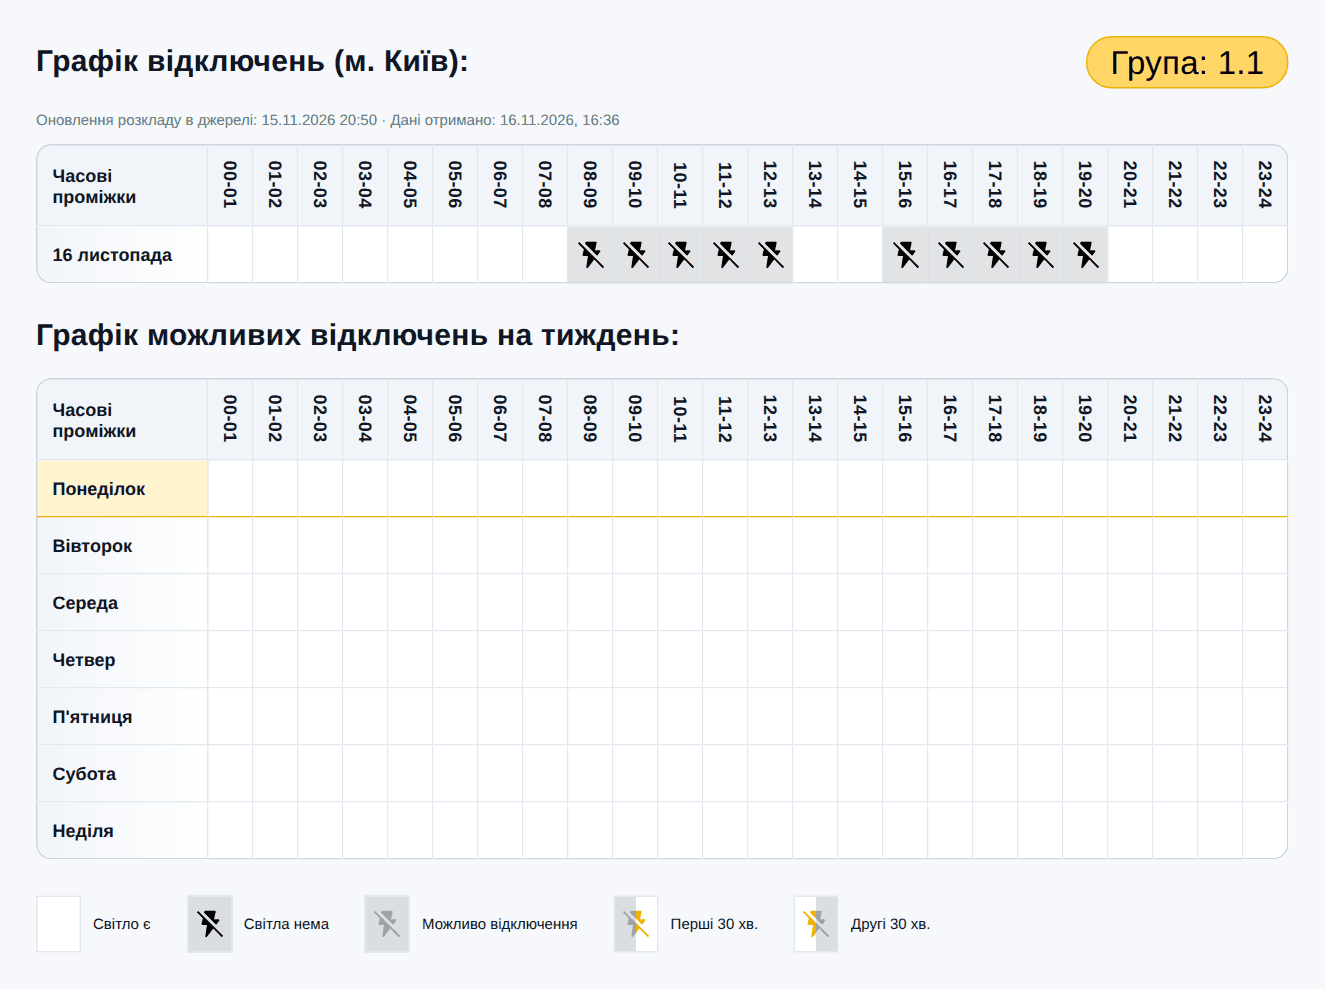 Графік відключень (м. Київ):
Група: 1.1
Оновлення розкладу в джерелі: 15.11.2026 20:50 · Дані отримано: 16.11.2026, 16:36
Часові проміжки 00-01 01-02 02-03 03-04 04-05 05-06 06-07 07-08 08-09 09-10 10-11 11-12 12-13 13-14 14-15 15-16 16-17 17-18 18-19 19-20 20-21 21-22 22-23 23-24
16 листопада
Графік можливих відключень на тиждень:
Часові проміжки 00-01 01-02 02-03 03-04 04-05 05-06 06-07 07-08 08-09 09-10 10-11 11-12 12-13 13-14 14-15 15-16 16-17 17-18 18-19 19-20 20-21 21-22 22-23 23-24
Понеділок
Вівторок
Середа
Четвер
П'ятниця
Субота
Неділя
Світло є Світла нема Можливо відключення Перші 30 хв. Другі 30 хв.